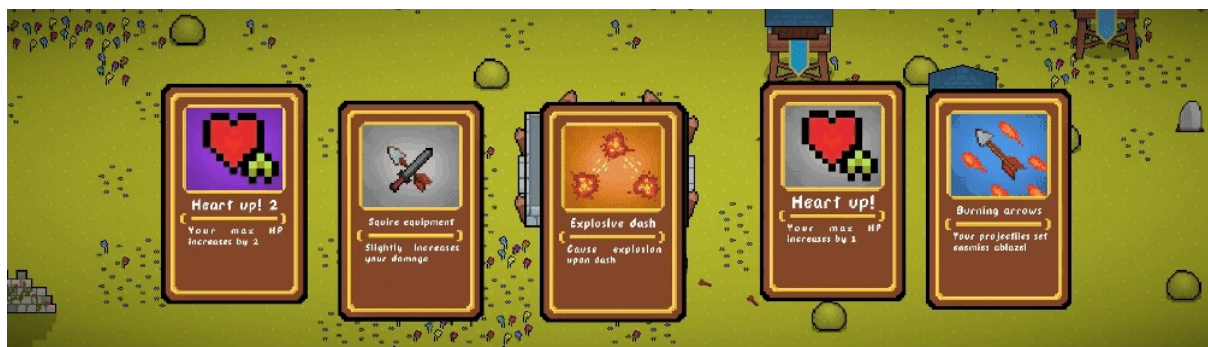 Heart up! 2
Your max HP
increases by 2
Squire equipment
Slightly increases
your damage
Explosive dash
Cause explosion
upon dash
Heart up!
Your max HP
increases by 1
Burning arrows
Your projectiles set
enemies ablaze!